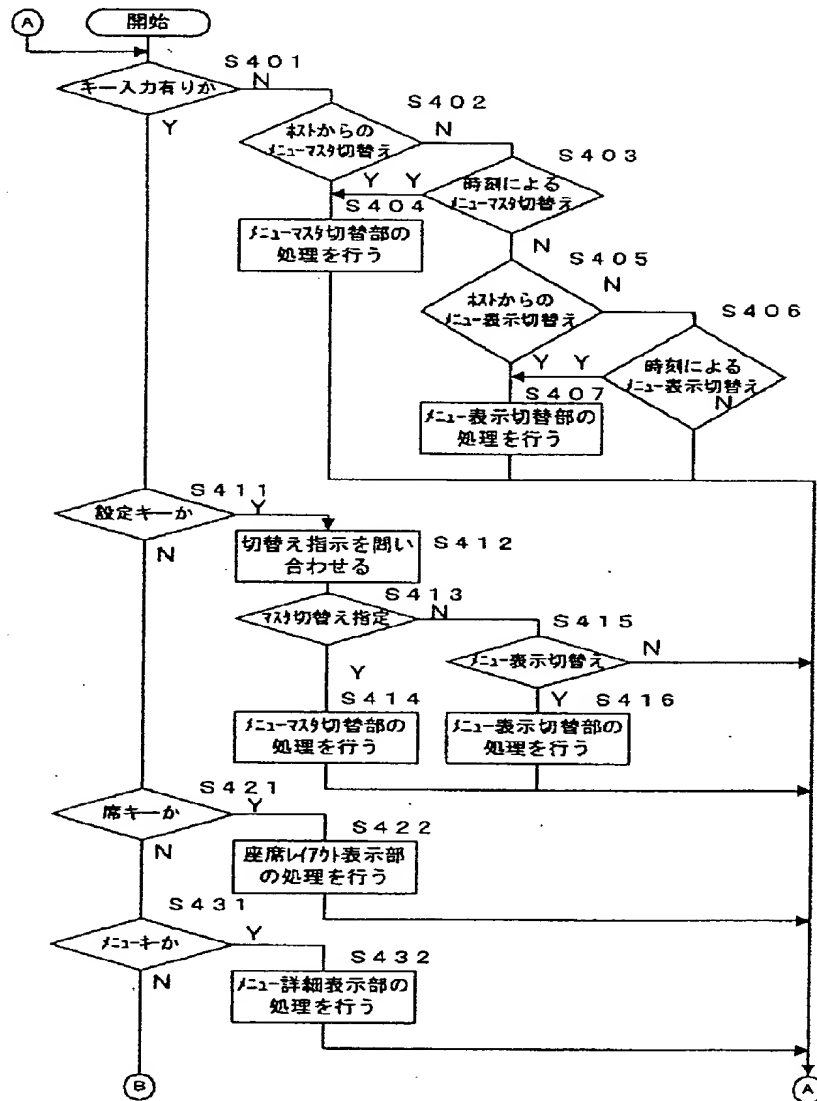 A
開始
S401
キー入力有りか
N
Y
S402
ホストからの
メニューマスタ切替え
N
Y
S403
時刻による
メニューマスタ切替え
Y
N
S404
メニューマスタ切替部の
処理を行う
S405
ホストからの
メニュー表示切替え
N
Y
S406
時刻による
メニュー表示切替え
Y
N
S407
メニュー表示切替部の
処理を行う
S411
設定キーか
Y
N
S412
切替え指示を問い
合わせる
S413
マスタ切替え指定
N
Y
S415
メニュー表示切替え
N
Y
S414
メニューマスタ切替部の
処理を行う
S416
メニュー表示切替部の
処理を行う
S421
席キーか
Y
N
S422
座席レイアウト表示部
の処理を行う
S431
メニューキーか
Y
N
S432
メニュー詳細表示部の
処理を行う
B
A